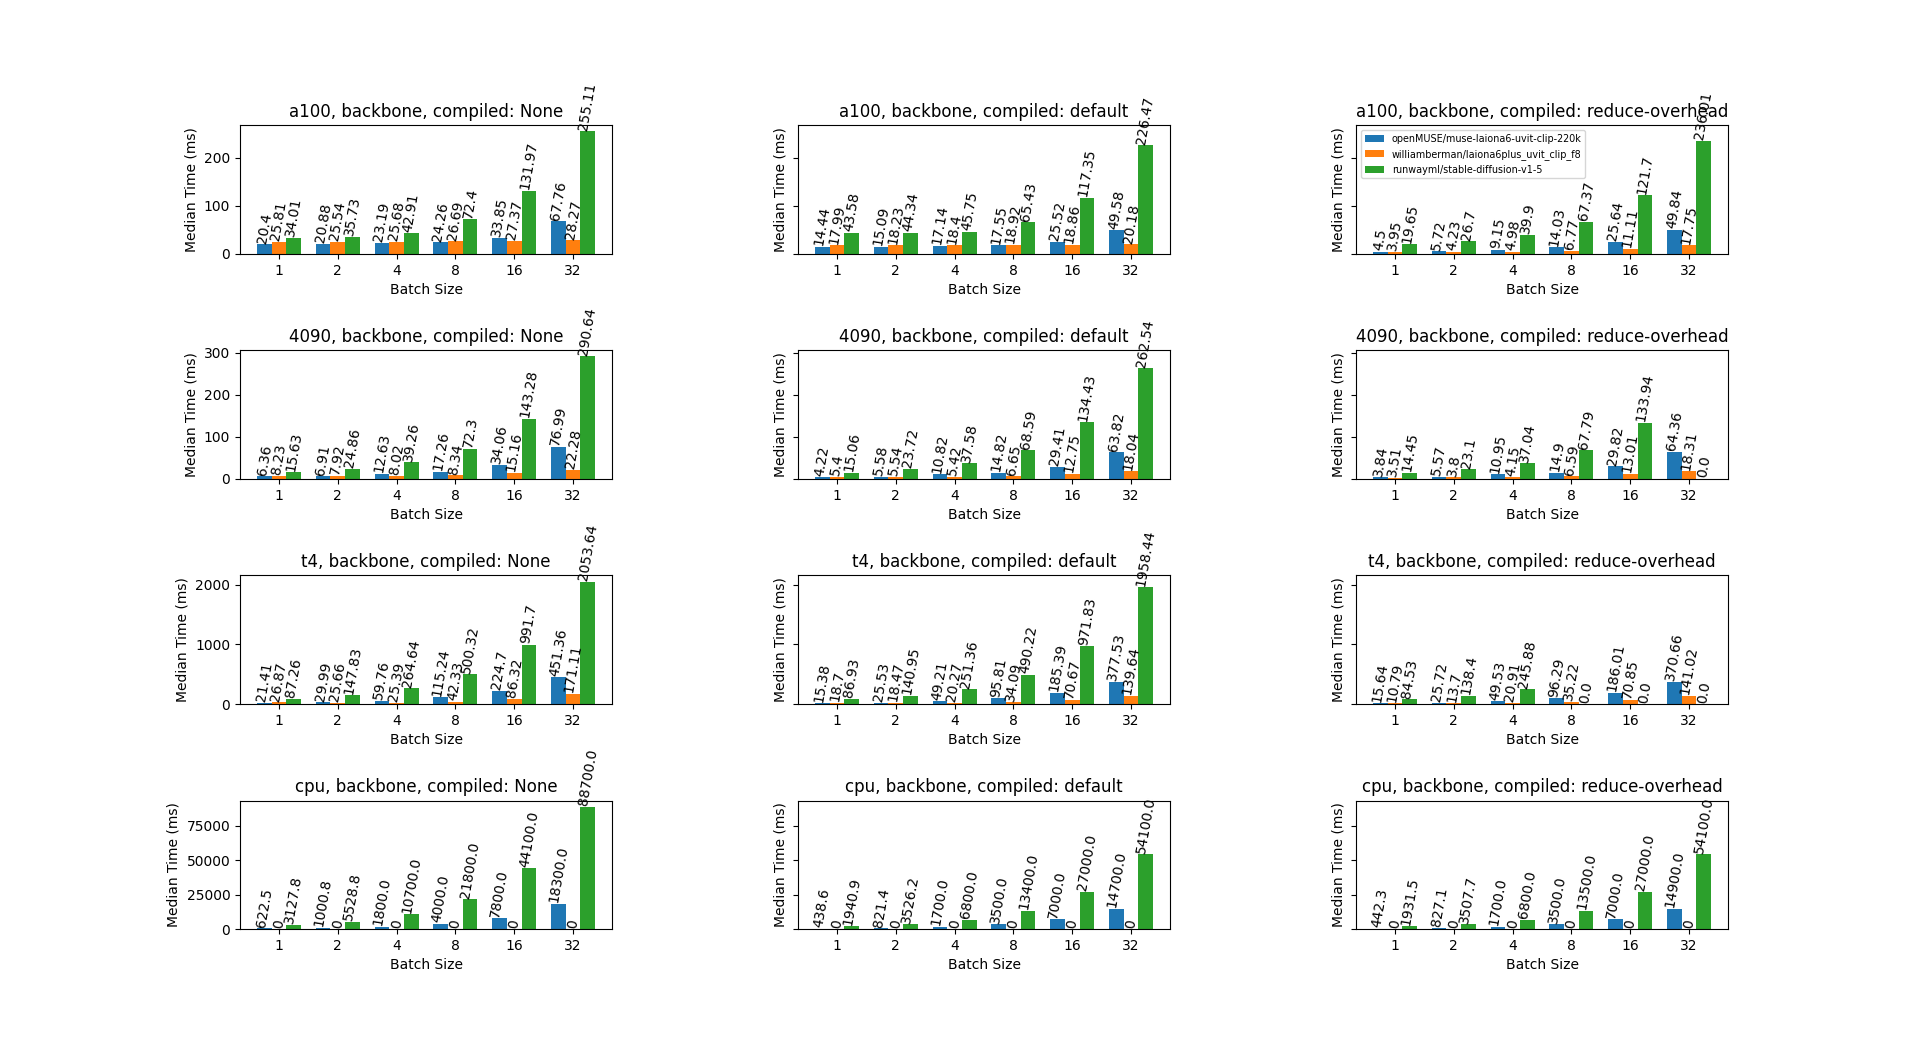 a100, backbone, compiled: None
Median Time (ms)
200
100
0
20.4 25.81 34.01 20.88 25.54 35.73 23.19 25.68 42.91 24.26 26.69 72.4 33.85 27.37 131.97 67.76 28.27 255.11
1 2 4 8 16 32
Batch Size
a100, backbone, compiled: default
Median Time (ms)
14.44 17.99 43.58 15.09 18.23 44.34 17.14 18.4 45.75 17.55 18.92 65.43 25.52 18.86 117.35 49.58 20.18 226.47
1 2 4 8 16 32
Batch Size
a100, backbone, compiled: reduce-overhead
Median Time (ms)
openMUSE/muse-laiona6-uvit-clip-220k
williamberman/laiona6plus_uvit_clip_f8
runwayml/stable-diffusion-v1-5
4.5 3.95 19.65 5.72 4.23 26.7 9.15 4.98 39.9 14.03 6.77 67.37 25.64 11.11 121.7 49.84 17.75 236.01
1 2 4 8 16 32
Batch Size
4090, backbone, compiled: None
Median Time (ms)
300
200
100
0
6.36 8.23 15.63 6.91 7.92 24.86 12.63 8.02 39.26 17.26 8.34 72.3 34.06 15.16 143.28 76.99 22.28 290.64
1 2 4 8 16 32
Batch Size
4090, backbone, compiled: default
Median Time (ms)
4.22 5.4 15.06 5.58 5.54 23.72 10.82 5.42 37.58 14.82 6.65 68.59 29.41 12.75 134.43 63.82 18.04 262.54
1 2 4 8 16 32
Batch Size
4090, backbone, compiled: reduce-overhead
Median Time (ms)
3.84 3.51 14.45 5.57 3.8 23.1 10.95 4.15 37.04 14.9 6.59 67.79 29.82 13.01 133.94 64.36 18.31 0.0
1 2 4 8 16 32
Batch Size
t4, backbone, compiled: None
Median Time (ms)
2000
1000
0
21.41 26.87 87.26 29.99 25.66 147.83 59.76 25.39 264.64 115.24 42.33 500.32 224.7 86.32 991.7 451.36 171.11 2053.64
1 2 4 8 16 32
Batch Size
t4, backbone, compiled: default
Median Time (ms)
15.38 18.7 86.93 25.53 18.47 140.95 49.21 20.27 251.36 95.81 34.09 490.22 185.39 70.67 971.83 377.53 139.64 1958.44
1 2 4 8 16 32
Batch Size
t4, backbone, compiled: reduce-overhead
Median Time (ms)
15.64 10.79 84.53 25.72 13.7 138.4 49.53 20.91 245.88 96.29 35.22 0.0 186.01 70.85 0.0 370.66 141.02 0.0
1 2 4 8 16 32
Batch Size
cpu, backbone, compiled: None
Median Time (ms)
75000
50000
25000
0
622.5 0 3127.8 1000.8 0 5528.8 1800.0 0 10700.0 4000.0 0 21800.0 7800.0 0 44100.0 18300.0 0 88700.0
1 2 4 8 16 32
Batch Size
cpu, backbone, compiled: default
Median Time (ms)
438.6 0 1940.9 821.4 0 3526.2 1700.0 0 6800.0 3500.0 0 13400.0 7000.0 0 27000.0 14700.0 0 54100.0
1 2 4 8 16 32
Batch Size
cpu, backbone, compiled: reduce-overhead
Median Time (ms)
442.3 0 1931.5 827.1 0 3507.7 1700.0 0 6800.0 3500.0 0 13500.0 7000.0 0 27000.0 14900.0 0 54100.0
1 2 4 8 16 32
Batch Size